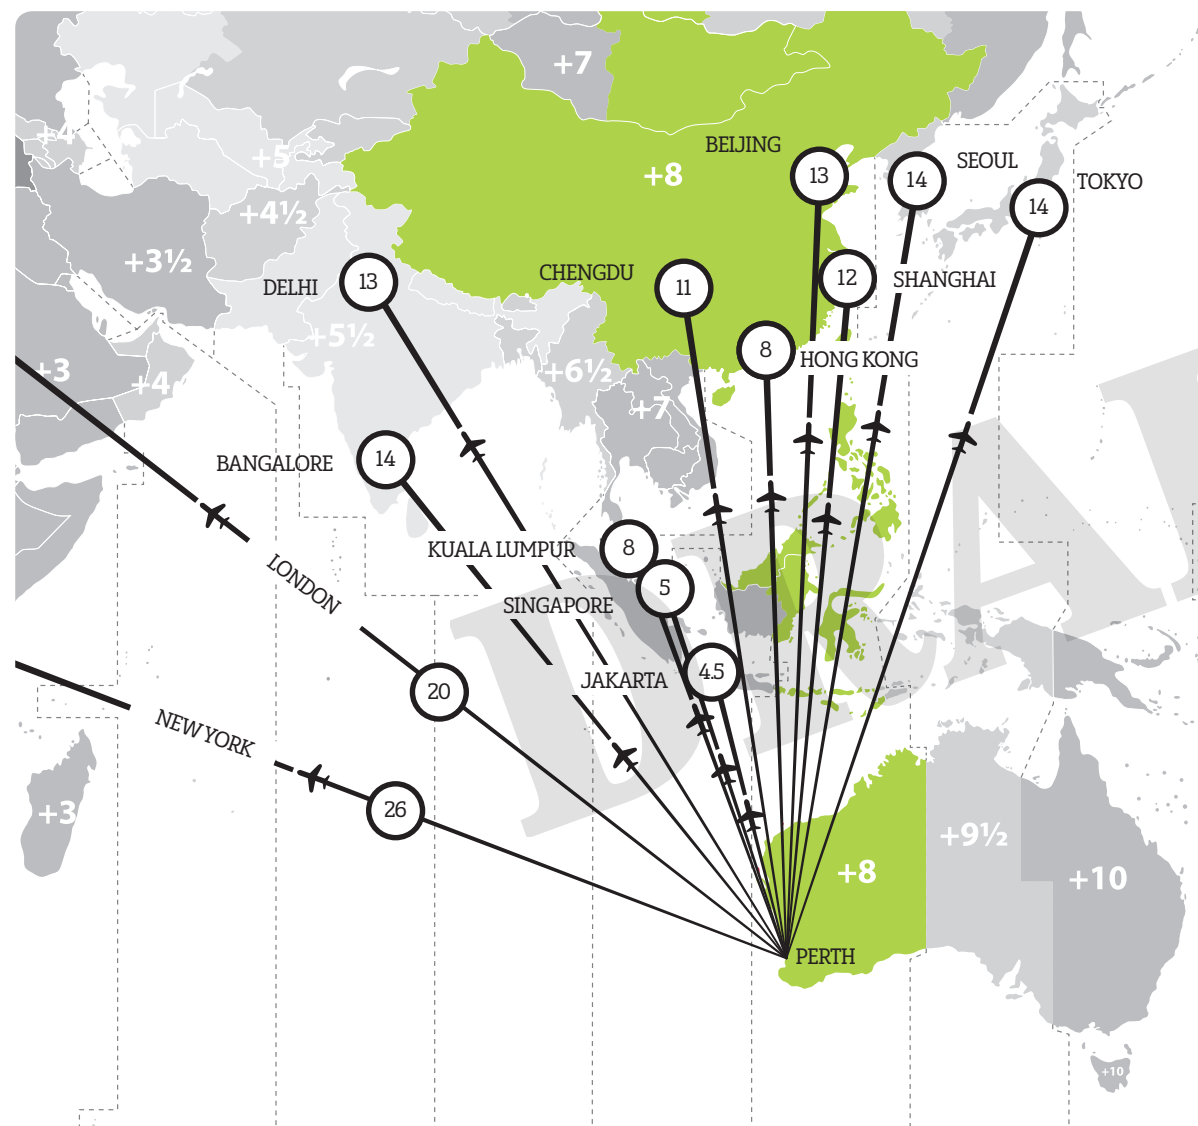 +7
BEIJING
+4
+5
+8
13
SEOUL
14
TOKYO
14
+4½
+3½
DELHI
13
CHENGDU
11
12
SHANGHAI
+5½
8
HONG KONG
+3
+4
+6½
+7
BANGALORE
14
KUALA LUMPUR
8
LONDON
SINGAPORE
5
20
JAKARTA
4.5
NEW YORK
26
+3
+8
+9½
+10
PERTH
+10
DRA